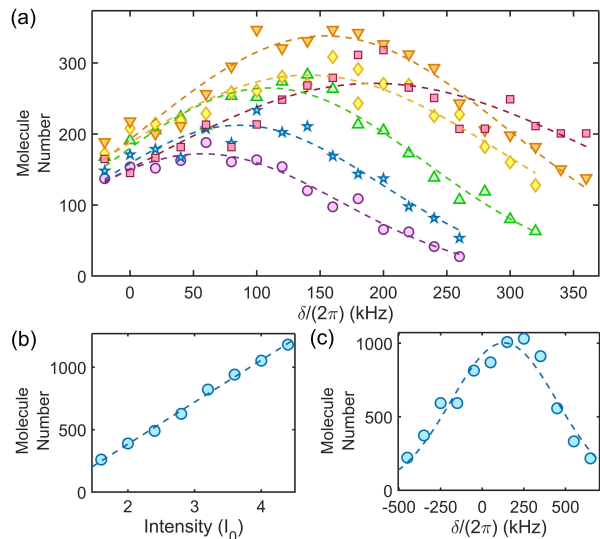 (a)
Molecule
Number
300
200
100
0
0 50 100 150 200 250 300 350
δ/(2π) (kHz)
(b)
Molecule
Number
1000
500
0
2 3 4
Intensity (I₀)
(c)
Molecule
Number
1000
500
0
-500 -250 0 250 500
δ/(2π) (kHz)